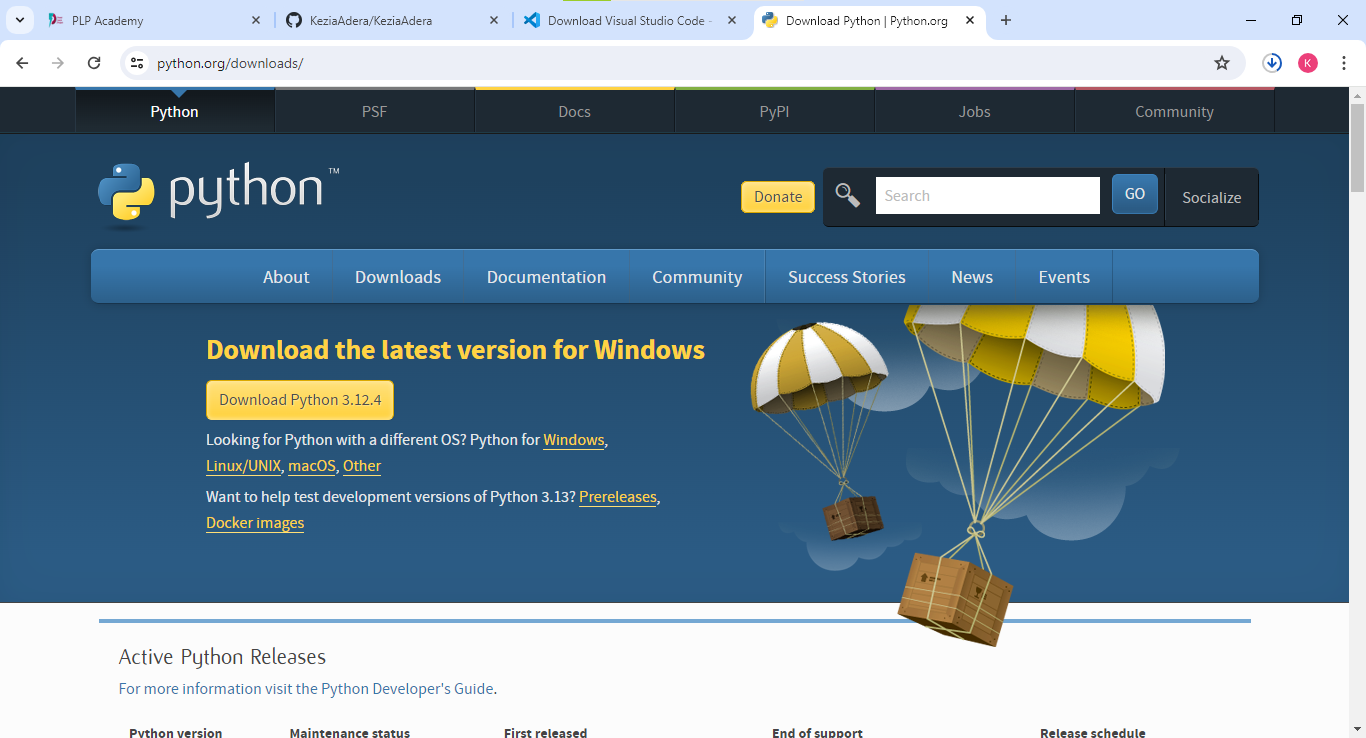 PLP Academy
KeziaAdera/KeziaAdera
Download Visual Studio Code -
Download Python | Python.org
python.org/downloads/
K
Python
PSF
Docs
PyPI
Jobs
Community
python™
Donate
Search
GO
Socialize
About
Downloads
Documentation
Community
Success Stories
News
Events
Download the latest version for Windows
Download Python 3.12.4
Looking for Python with a different OS? Python for Windows,
Linux/UNIX, macOS, Other
Want to help test development versions of Python 3.13? Prereleases,
Docker images
Active Python Releases
For more information visit the Python Developer's Guide.
Python version
Maintenance status
First released
End of support
Release schedule